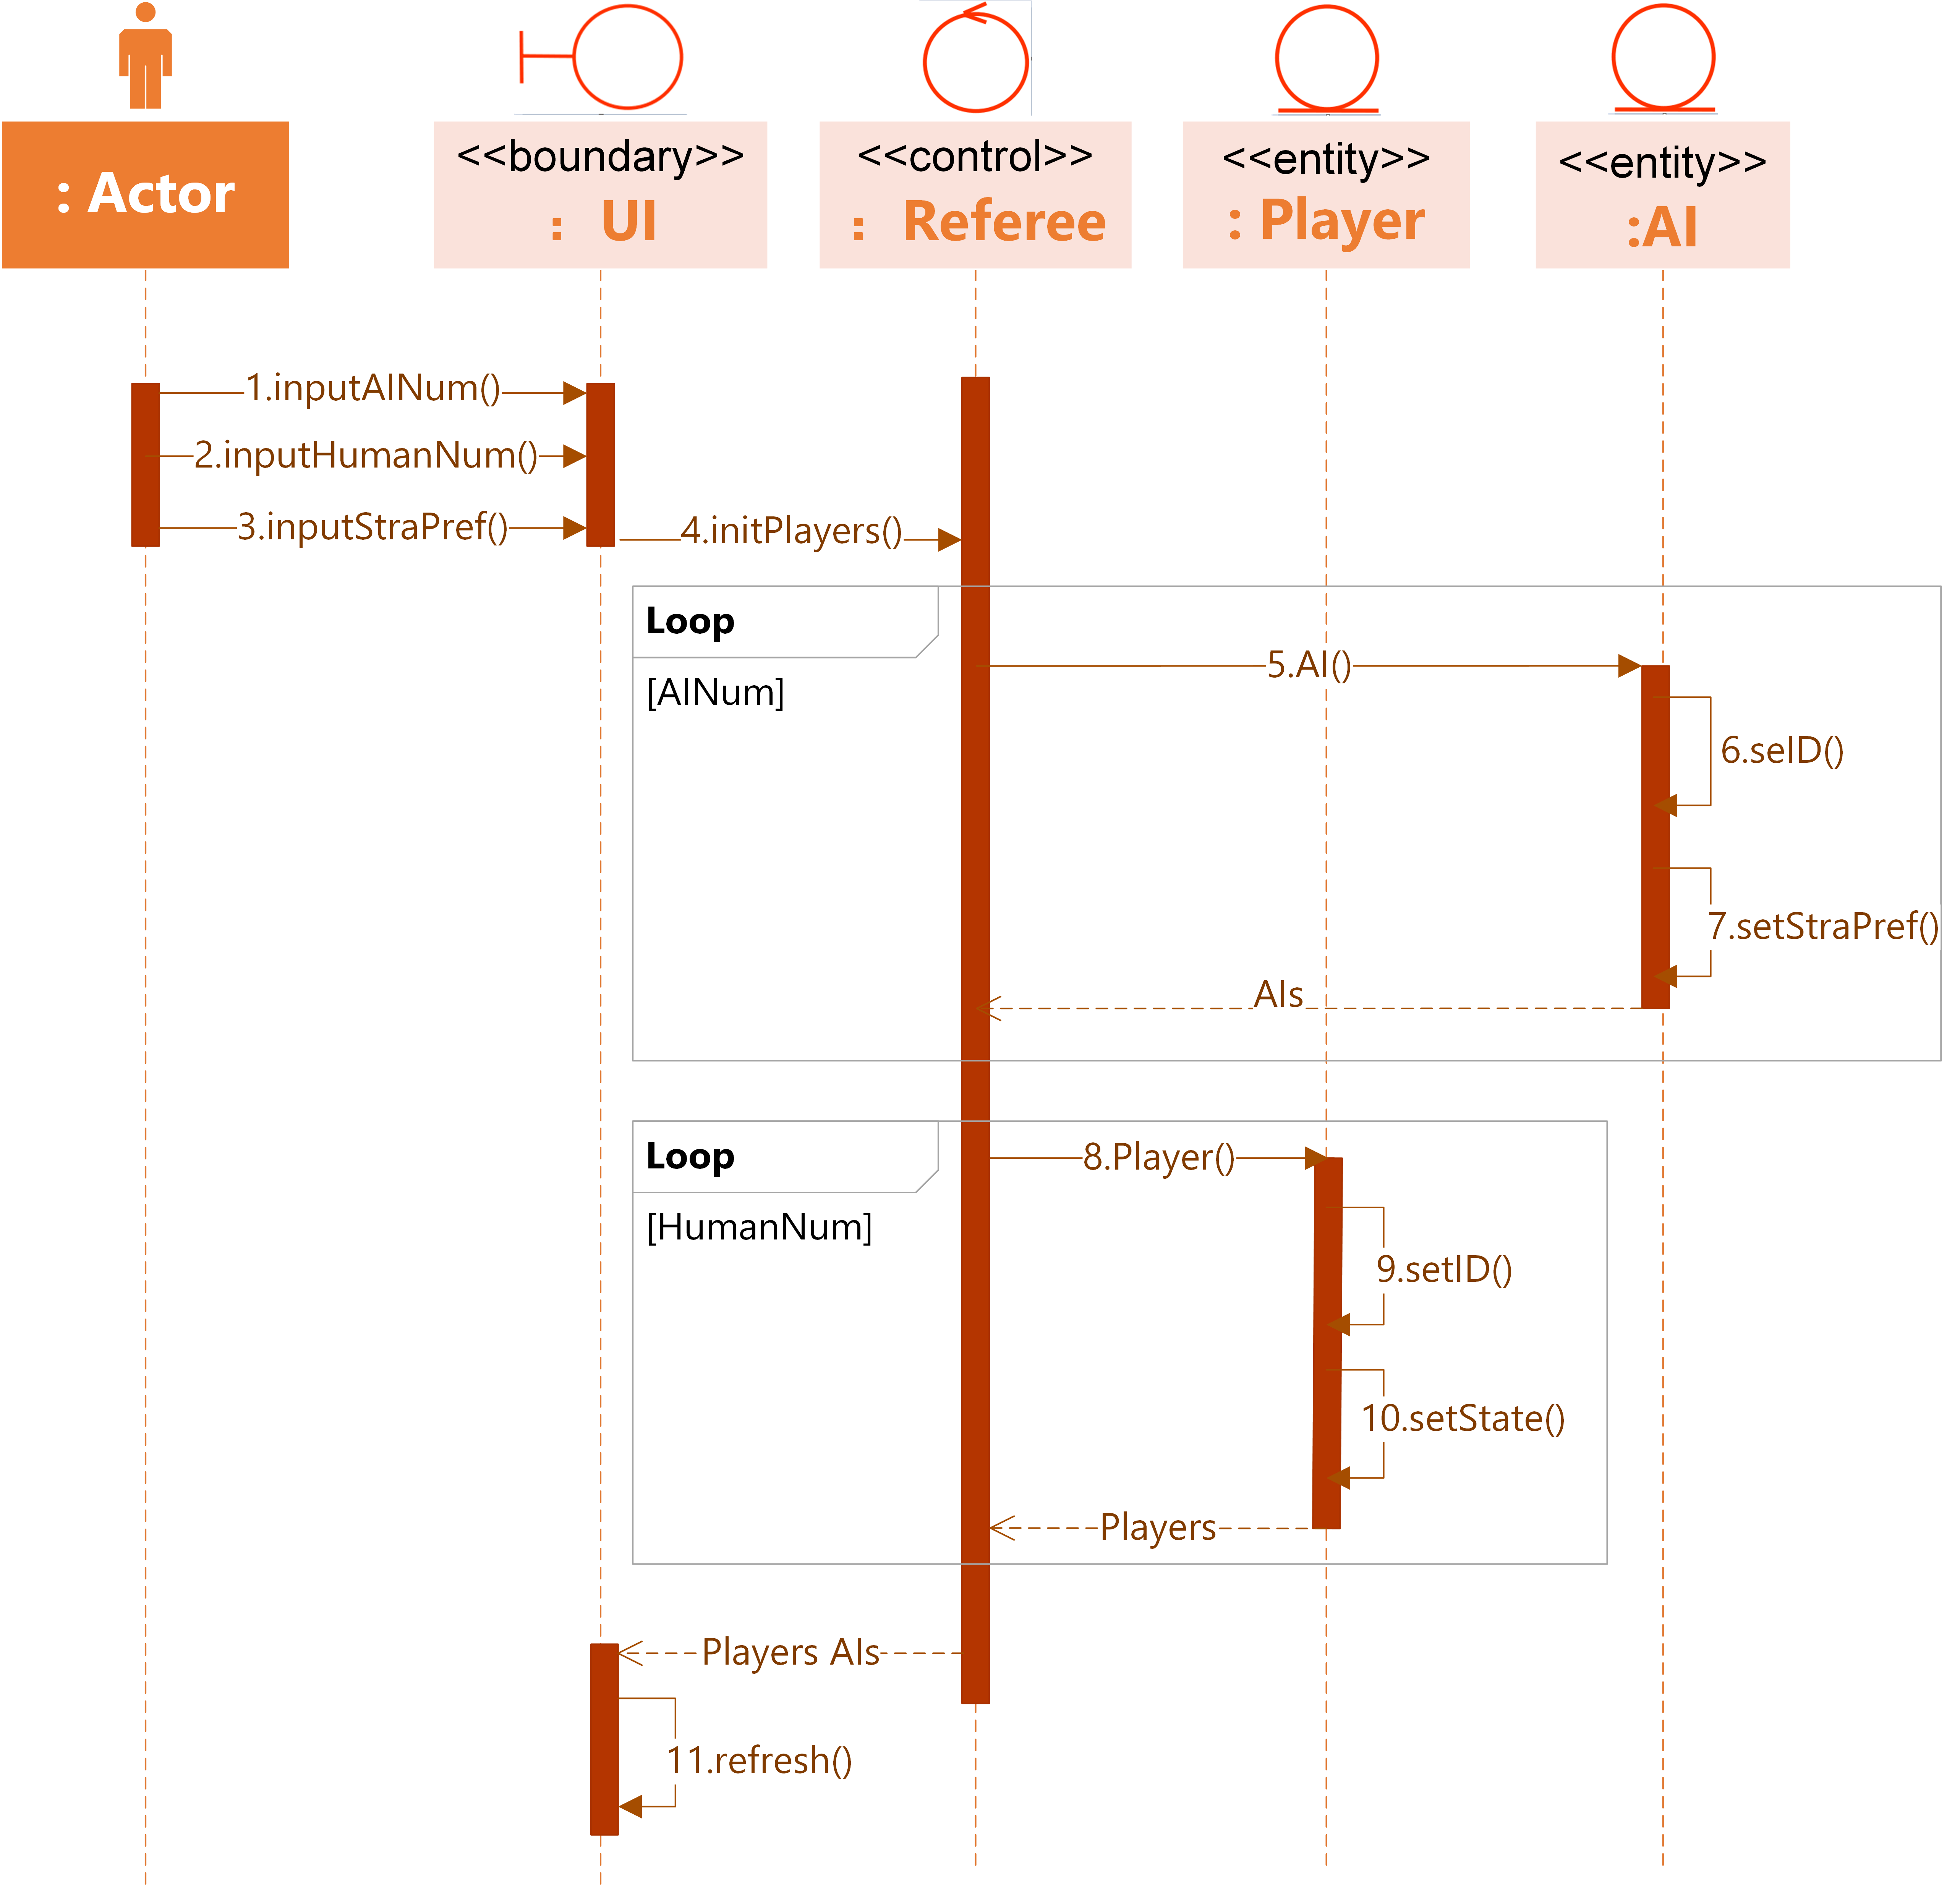 : Actor
<<boundary>>
: UI
<<control>>
: Referee
<<entity>>
: Player
<<entity>>
:AI
1.inputAINum()
2.inputHumanNum()
3.inputStraPref()
4.initPlayers()
Loop
[AINum]
5.AI()
6.seID()
7.setStraPref()
AIs
Loop
[HumanNum]
8.Player()
9.setID()
10.setState()
Players
Players AIs
11.refresh()